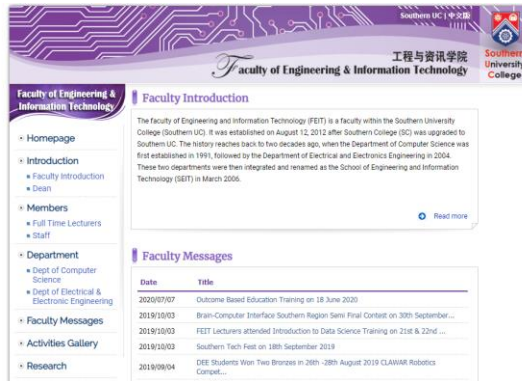 Southern UC | 中文版
工程与资讯学院
Faculty of Engineering & Information Technology
Southern
University
College
Faculty of Engineering &
Information Technology
Homepage
Introduction
Faculty Introduction
Dean
Members
Full Time Lecturers
Staff
Department
Dept of Computer
Science
Dept of Electrical &
Electronic Engineering
Faculty Messages
Activities Gallery
Research
Faculty Introduction
The faculty of Engineering and Information Technology (FEIT) is a faculty within the Southern University
College (Southern UC). It was established on August 12, 2012 after Southern College (SC) was upgraded to
Southern UC. The history reaches back to two decades ago, when the Department of Computer Science was
first established in 1991, followed by the Department of Electrical and Electronics Engineering in 2004.
These two departments were then integrated and renamed as the School of Engineering and Information
Technology (SEIT) in March 2006.
Read more
Faculty Messages
Date Title
2020/07/07 Outcome Based Education Training on 18 June 2020
2019/10/03 Brain-Computer Interface Southern Region Semi Final Contest on 30th September...
2019/10/03 FEIT Lecturers attended Introduction to Data Science Training on 21st & 22nd ...
2019/10/03 Southern Tech Fest on 18th September 2019
2019/09/04 DEE Students Won Two Bronzes in 26th -28th August 2019 CLAWAR Robotics
Compet...